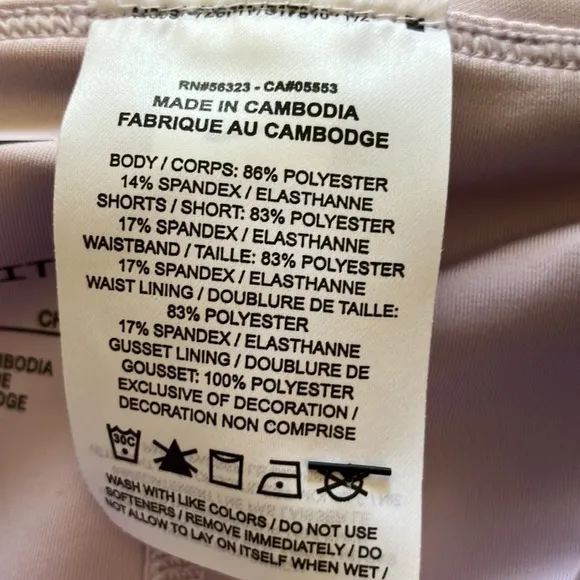 RN#56323 - CA#05553
MADE IN CAMBODIA
FABRIQUE AU CAMBODGE
BODY / CORPS: 86% POLYESTER
14% SPANDEX / ELASTHANNE
SHORTS / SHORT: 83% POLYESTER
17% SPANDEX / ELASTHANNE
WAISTBAND / TAILLE: 83% POLYESTER
17% SPANDEX / ELASTHANNE
WAIST LINING / DOUBLURE DE TAILLE:
83% POLYESTER
17% SPANDEX / ELASTHANNE
GUSSET LINING / DOUBLURE DE
GOUSSET: 100% POLYESTER
EXCLUSIVE OF DECORATION /
DECORATION NON COMPRISE
30C
WASH WITH LIKE COLORS / DO NOT USE
SOFTENERS / REMOVE IMMEDIATELY / DO
NOT ALLOW TO LAY ON ITSELF WHEN WET /
CH
MBODIA
DGE